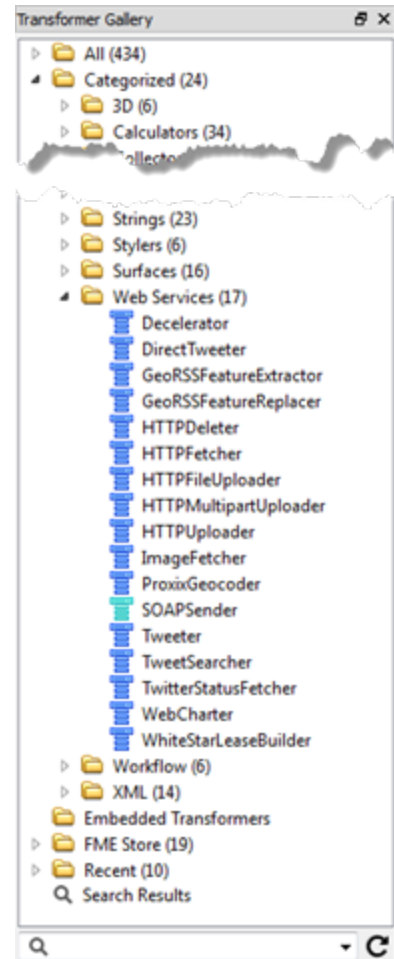 Transformer Gallery
All (434)
Categorized (24)
3D (6)
Calculators (34)
Strings (23)
Stylers (6)
Surfaces (16)
Web Services (17)
Decelerator
DirectTweeter
GeoRSSFeatureExtractor
GeoRSSFeatureReplacer
HTTPDeleter
HTTPFetcher
HTTPFileUploader
HTTPMultipartUploader
HTTPUploader
ImageFetcher
ProxixGeocoder
SOAPSender
Tweeter
TweetSearcher
TwitterStatusFetcher
WebCharter
WhiteStarLeaseBuilder
Workflow (6)
XML (14)
Embedded Transformers
FME Store (19)
Recent (10)
Search Results